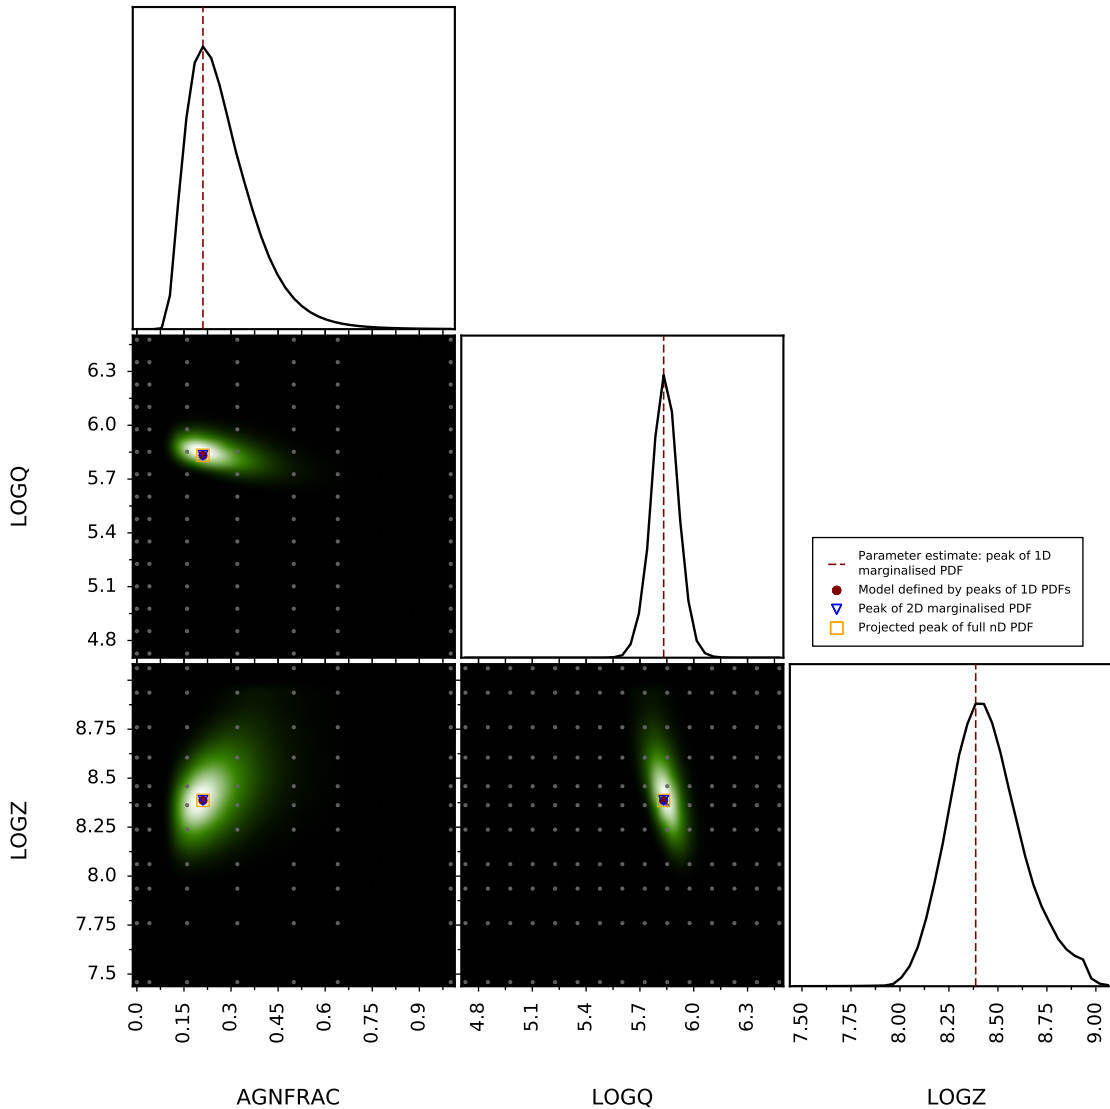 6.3
6.0
5.7
5.4
5.1
4.8
LOGQ
Parameter estimate: peak of 1D
marginalised PDF
Model defined by peaks of 1D PDFs
Peak of 2D marginalised PDF
Projected peak of full nD PDF
8.75
8.5
8.25
8.0
7.75
7.5
LOGZ
0.0 0.15 0.3 0.45 0.6 0.75 0.9
4.8 5.1 5.4 5.7 6.0 6.3
7.50 7.75 8.00 8.25 8.50 8.75 9.00
AGNFRAC LOGQ LOGZ